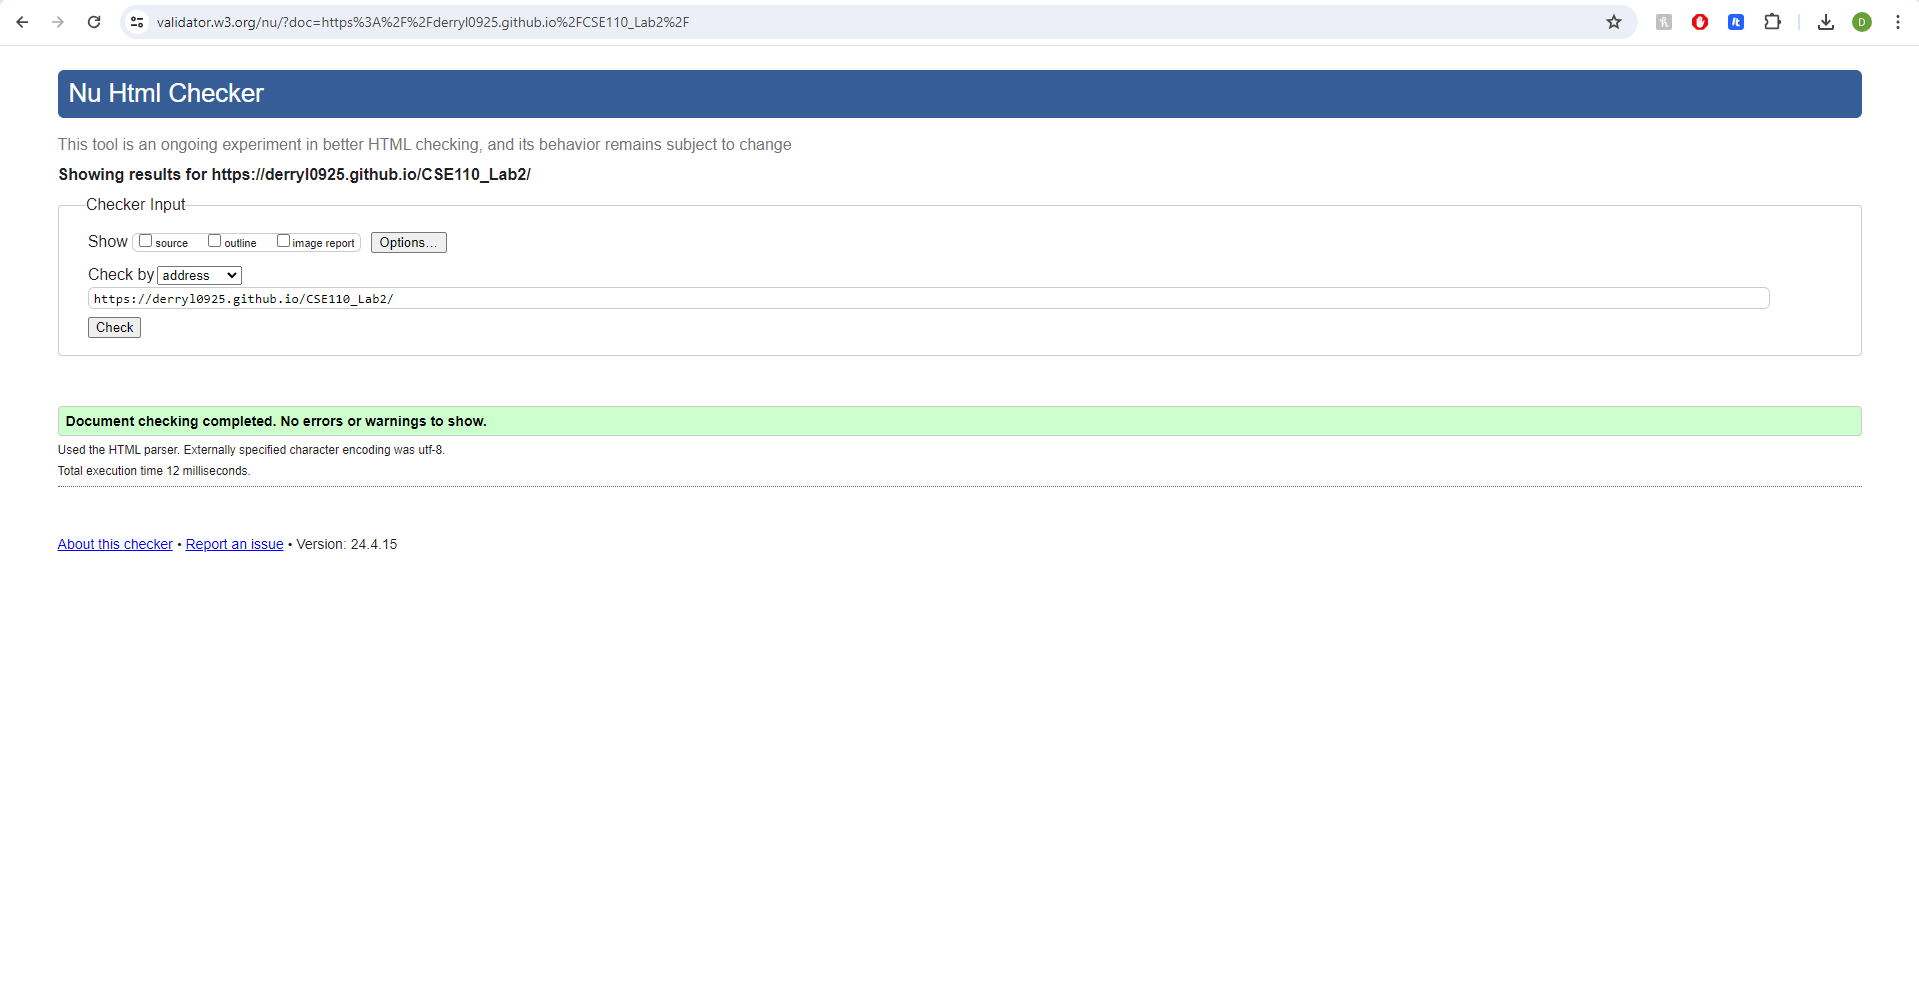 validator.w3.org/nu/?doc=https%3A%2F%2Fderryl0925.github.io%2FCSE110_Lab2%2F
D
Nu Html Checker
This tool is an ongoing experiment in better HTML checking, and its behavior remains subject to change
Showing results for https://derryl0925.github.io/CSE110_Lab2/
Checker Input
Show source outline image report Options...
Check by address
https://derryl0925.github.io/CSE110_Lab2/
Check
Document checking completed. No errors or warnings to show.
Used the HTML parser. Externally specified character encoding was utf-8.
Total execution time 12 milliseconds.
About this checker • Report an issue • Version: 24.4.15